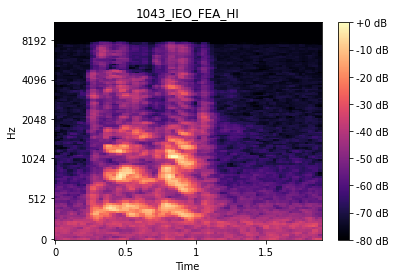 1043_IEO_FEA_HI
8192
4096
2048
1024
512
0
Hz
0
0.5
1
1.5
Time
+0 dB
-10 dB
-20 dB
-30 dB
-40 dB
-50 dB
-60 dB
-70 dB
-80 dB